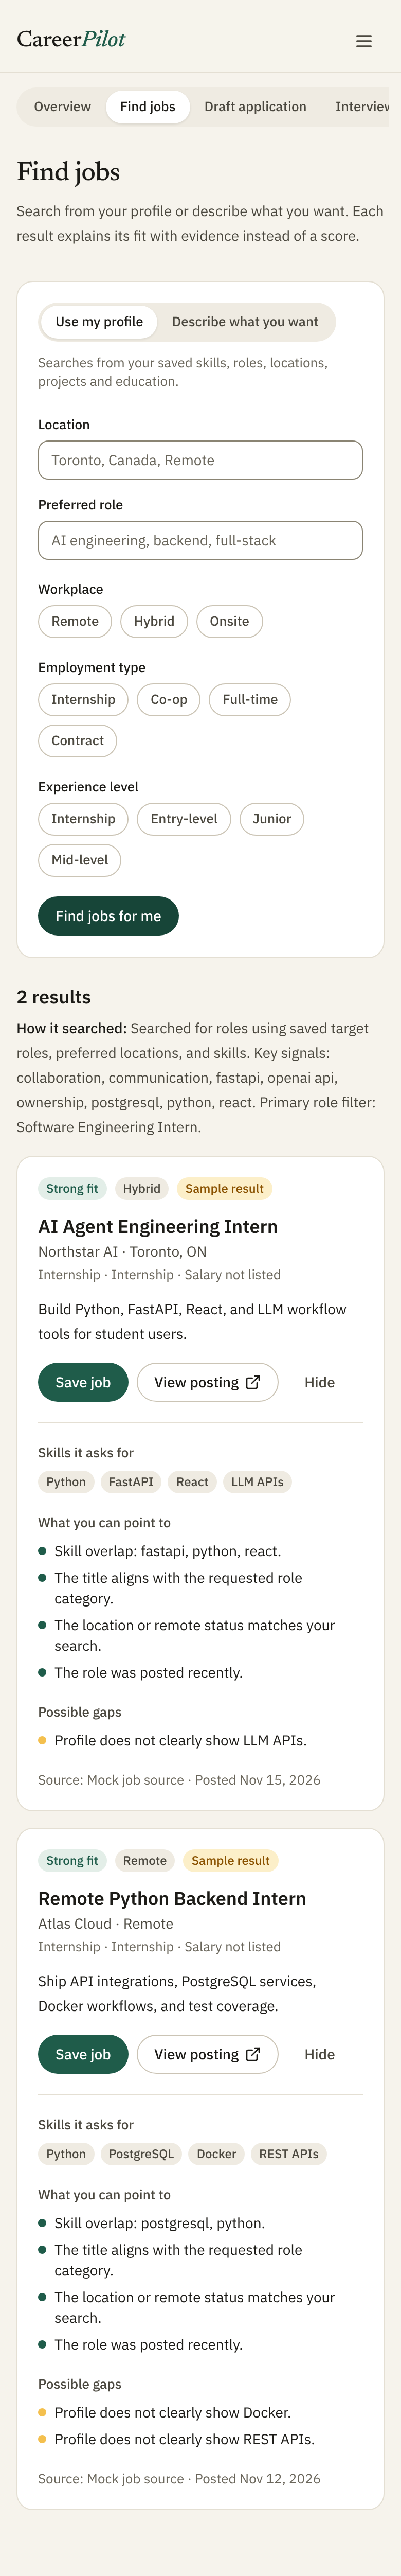 CareerPilot
Overview Find jobs Draft application Interview
Find jobs
Search from your profile or describe what you want. Each
result explains its fit with evidence instead of a score.
Use my profile Describe what you want
Searches from your saved skills, roles, locations,
projects and education.
Location
Toronto, Canada, Remote
Preferred role
AI engineering, backend, full-stack
Workplace
Remote Hybrid Onsite
Employment type
Internship Co-op Full-time
Contract
Experience level
Internship Entry-level Junior
Mid-level
Find jobs for me
2 results
How it searched: Searched for roles using saved target
roles, preferred locations, and skills. Key signals:
collaboration, communication, fastapi, openai api,
ownership, postgresql, python, react. Primary role filter:
Software Engineering Intern.
Strong fit Hybrid Sample result
AI Agent Engineering Intern
Northstar AI · Toronto, ON
Internship · Internship · Salary not listed
Build Python, FastAPI, React, and LLM workflow
tools for student users.
Save job View posting Hide
Skills it asks for
Python FastAPI React LLM APIs
What you can point to
Skill overlap: fastapi, python, react.
The title aligns with the requested role
category.
The location or remote status matches your
search.
The role was posted recently.
Possible gaps
Profile does not clearly show LLM APIs.
Source: Mock job source · Posted Nov 15, 2026
Strong fit Remote Sample result
Remote Python Backend Intern
Atlas Cloud · Remote
Internship · Internship · Salary not listed
Ship API integrations, PostgreSQL services,
Docker workflows, and test coverage.
Save job View posting Hide
Skills it asks for
Python PostgreSQL Docker REST APIs
What you can point to
Skill overlap: postgresql, python.
The title aligns with the requested role
category.
The location or remote status matches your
search.
The role was posted recently.
Possible gaps
Profile does not clearly show Docker.
Profile does not clearly show REST APIs.
Source: Mock job source · Posted Nov 12, 2026